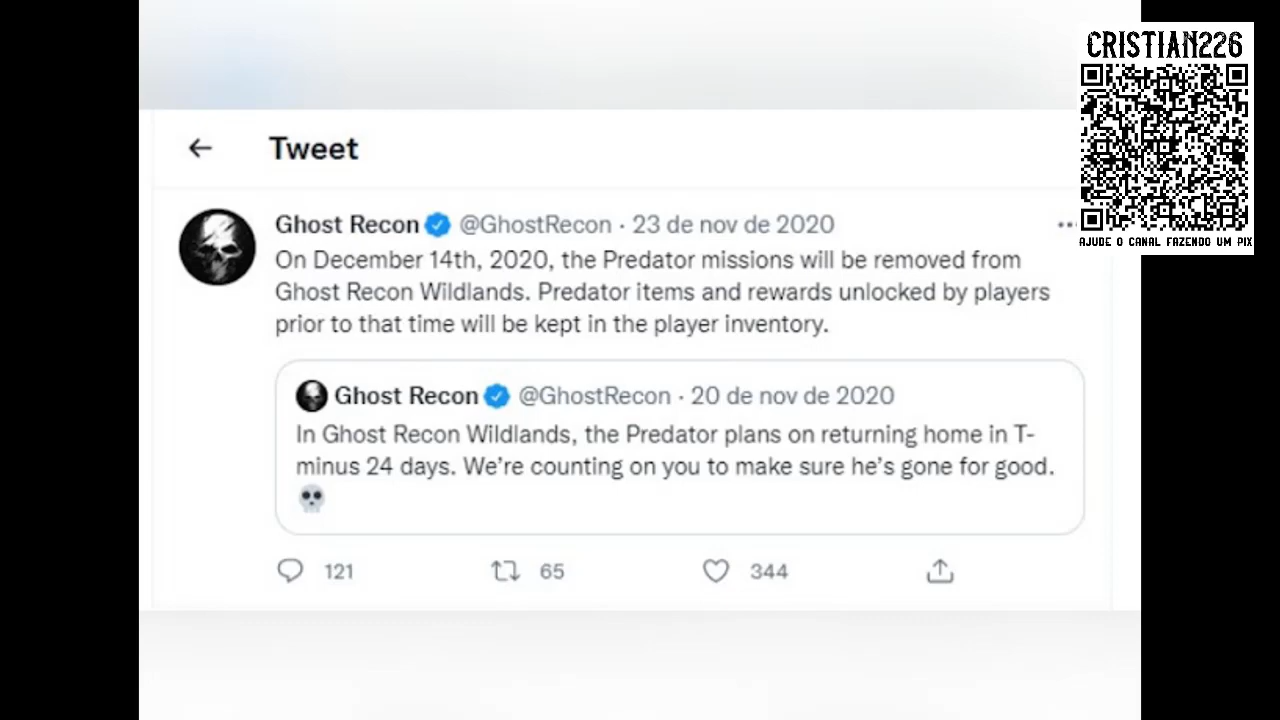 CRISTIAN226
AJUDE O CANAL FAZENDO UM PIX
Tweet
Ghost Recon @GhostRecon · 23 de nov de 2020
On December 14th, 2020, the Predator missions will be removed from
Ghost Recon Wildlands. Predator items and rewards unlocked by players
prior to that time will be kept in the player inventory.
Ghost Recon @GhostRecon · 20 de nov de 2020
In Ghost Recon Wildlands, the Predator plans on returning home in T-
minus 24 days. We’re counting on you to make sure he’s gone for good.
💀
121 65 344